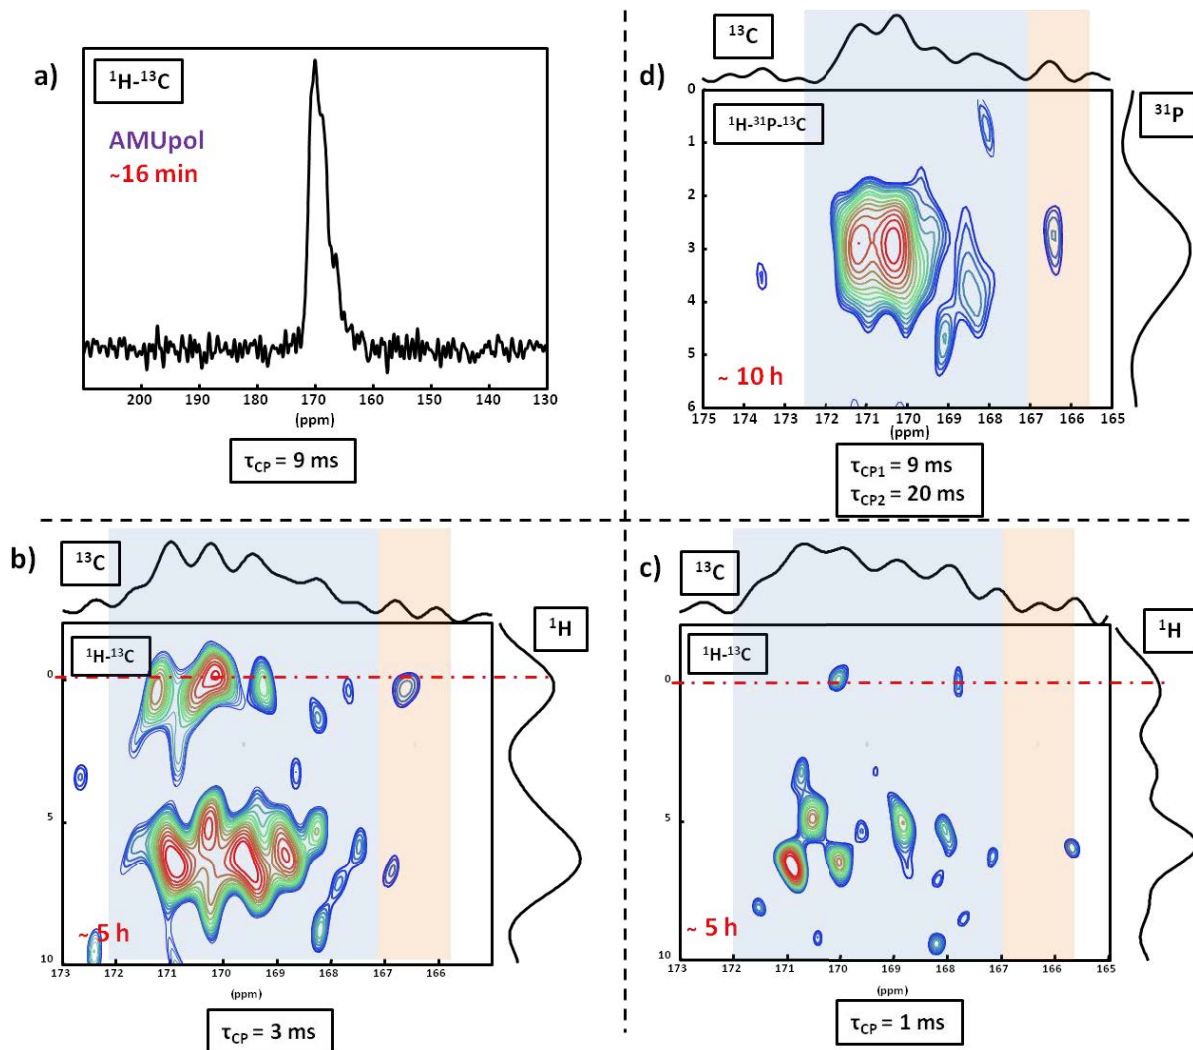 a)
¹H-¹³C
AMUpol
~16 min
200 190 180 170 160 150 140 130
(ppm)
τCP = 9 ms
d)
¹³C
³¹P
¹H-³¹P-¹³C
0
1
2
3
4
5
6
~ 10 h
175 174 173 172 171 170 169 168 167 166 165
(ppm)
τCP1 = 9 ms
τCP2 = 20 ms
b)
¹³C
¹H
¹H-¹³C
0
5
10
~ 5 h
173 172 171 170 169 168 167 166
(ppm)
τCP = 3 ms
c)
¹³C
¹H
¹H-¹³C
0
5
10
~ 5 h
173 172 171 170 169 168 167 166 165
(ppm)
τCP = 1 ms